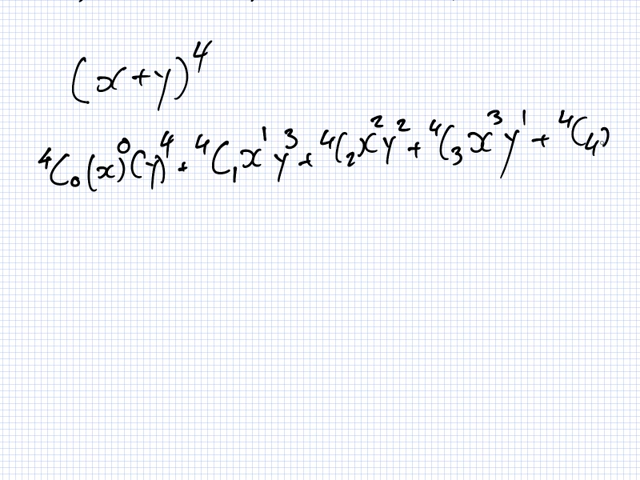 (x+y)⁴
⁴C₀(x)⁰(y)⁴ + ⁴C₁x¹y³ + ⁴C₂x²y² + ⁴C₃x³y¹ + ⁴C₄